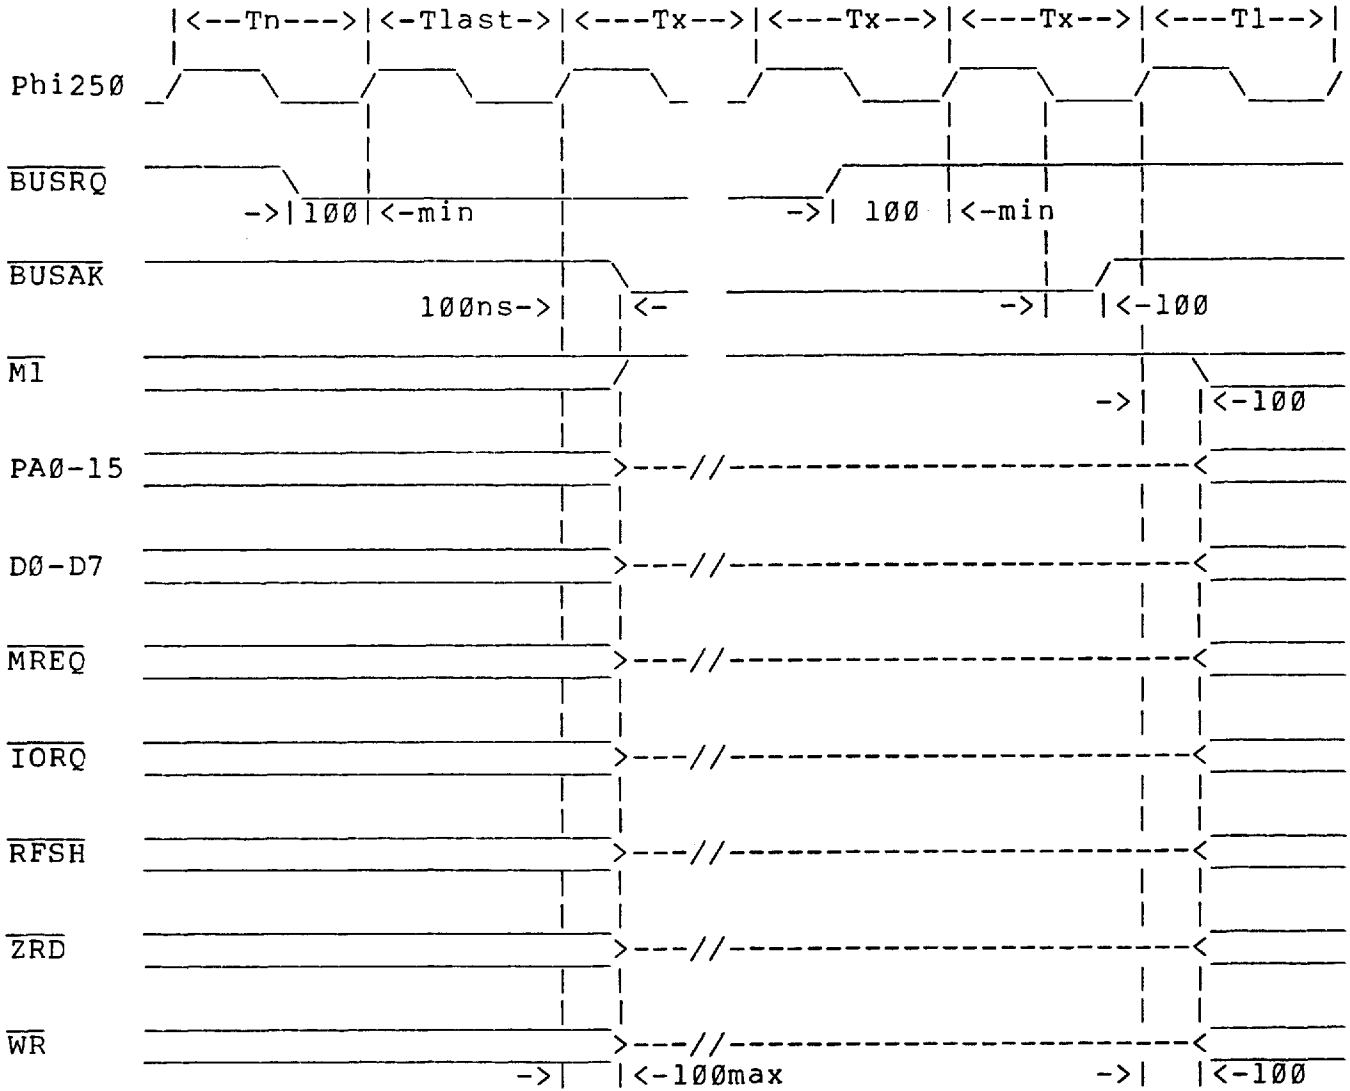 |<--Tn--->|<-Tlast->|<---Tx-->|<---Tx-->|<---Tx-->|<---Tl-->|
Phi25Ø
BUSRQ
->|1ØØ|<-min ->| 1ØØ |<-min
BUSAK
1ØØns->| |<- ->| |<-1ØØ
M1
->| |<-1ØØ
PAØ-15 >---//------------------------<
DØ-D7 >---//------------------------<
MREQ >---//------------------------<
IORQ >---//------------------------<
RFSH >---//------------------------<
ZRD >---//------------------------<
WR >---//------------------------<
->| |<-1ØØmax ->| |<-1ØØ